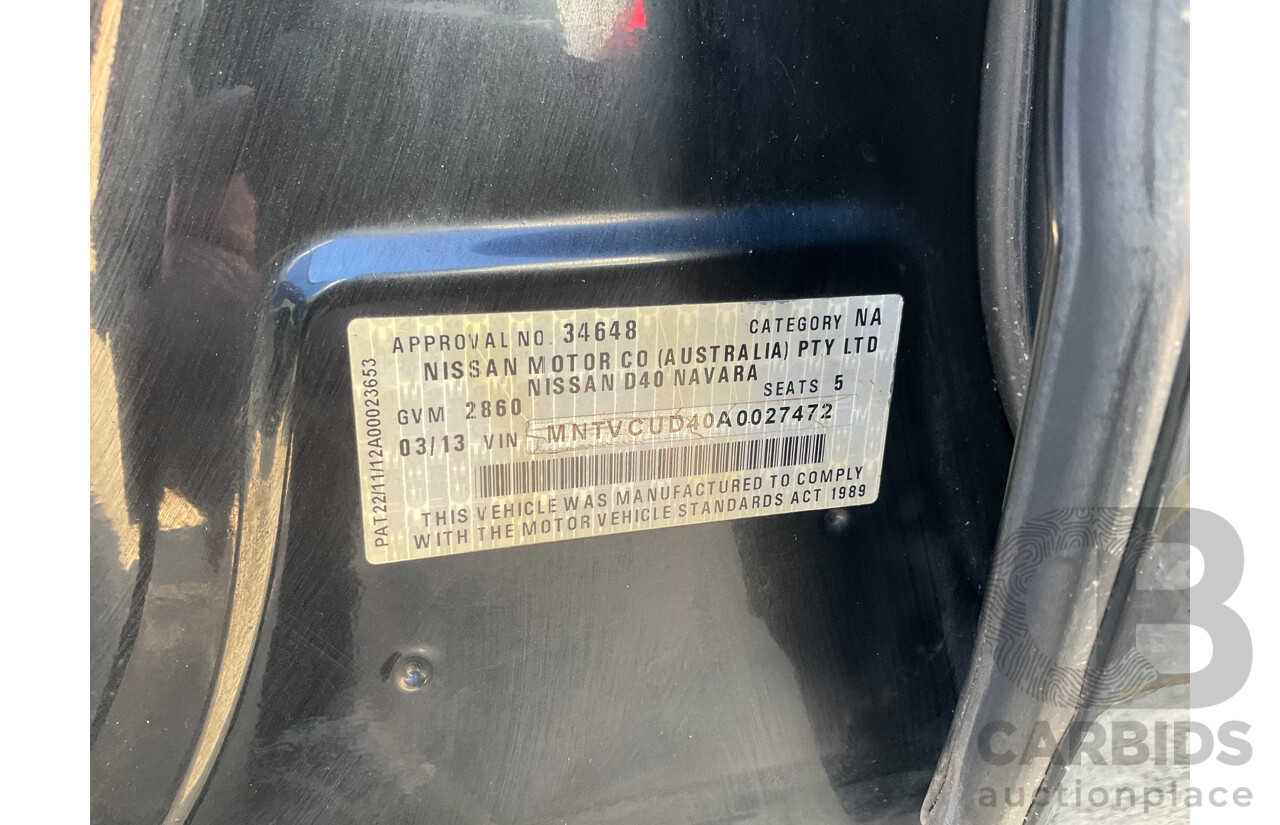 APPROVAL NO. 34648 CATEGORY NA
NISSAN MOTOR CO (AUSTRALIA) PTY LTD
NISSAN D40 NAVARA
GVM 2860 SEATS 5
03/13 VIN MNTVCUD40A0027472
THIS VEHICLE WAS MANUFACTURED TO COMPLY
WITH THE MOTOR VEHICLE STANDARDS ACT 1989
PAT22/11/12A00023653
CB
CARBIDS
auctionplace